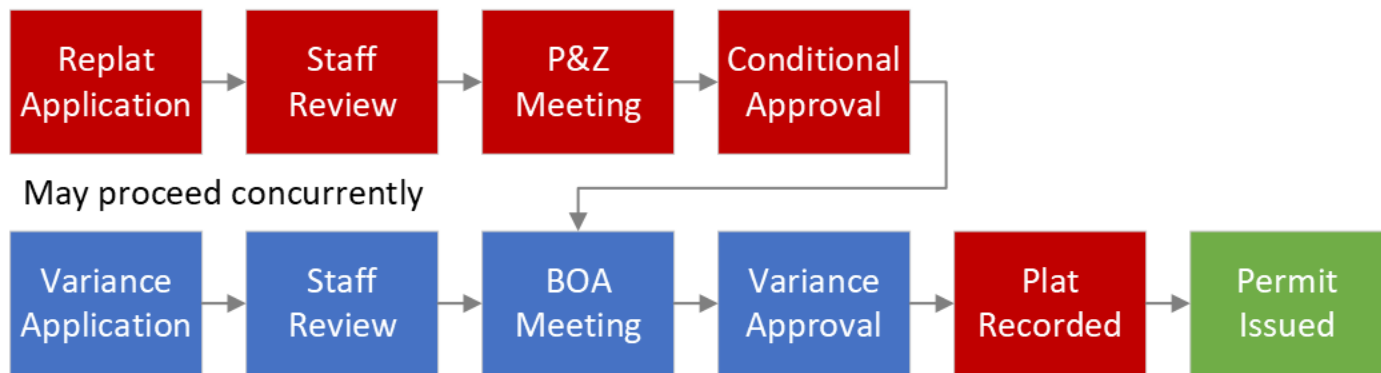 Replat
Application
Staff
Review
P&Z
Meeting
Conditional
Approval
May proceed concurrently
Variance
Application
Staff
Review
BOA
Meeting
Variance
Approval
Plat
Recorded
Permit
Issued